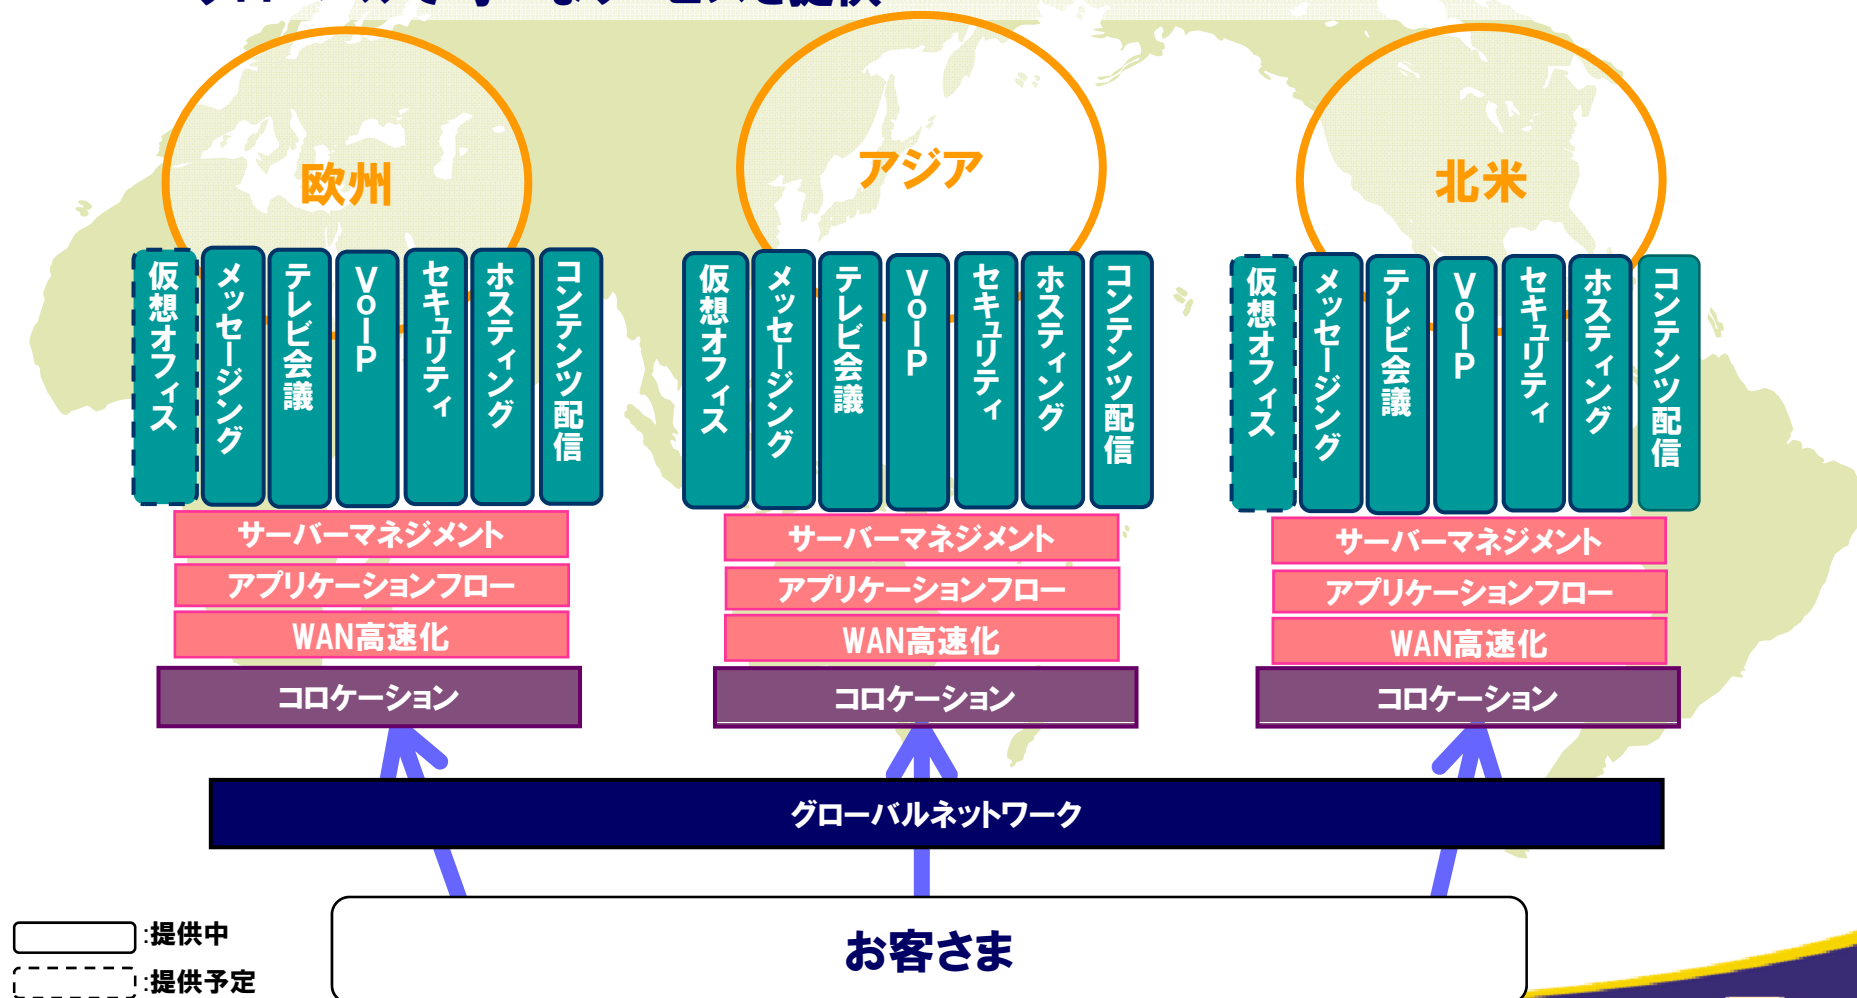 欧州
アジア
北米
仮想オフィス
メッセージング
テレビ会議
VoIP
セキュリティ
ホスティング
コンテンツ配信
仮想オフィス
メッセージング
テレビ会議
VoIP
セキュリティ
ホスティング
コンテンツ配信
仮想オフィス
メッセージング
テレビ会議
VoIP
セキュリティ
ホスティング
コンテンツ配信
サーバーマネジメント
アプリケーションフロー
WAN高速化
コロケーション
サーバーマネジメント
アプリケーションフロー
WAN高速化
コロケーション
サーバーマネジメント
アプリケーションフロー
WAN高速化
コロケーション
グローバルネットワーク
お客さま
:提供中
:提供予定